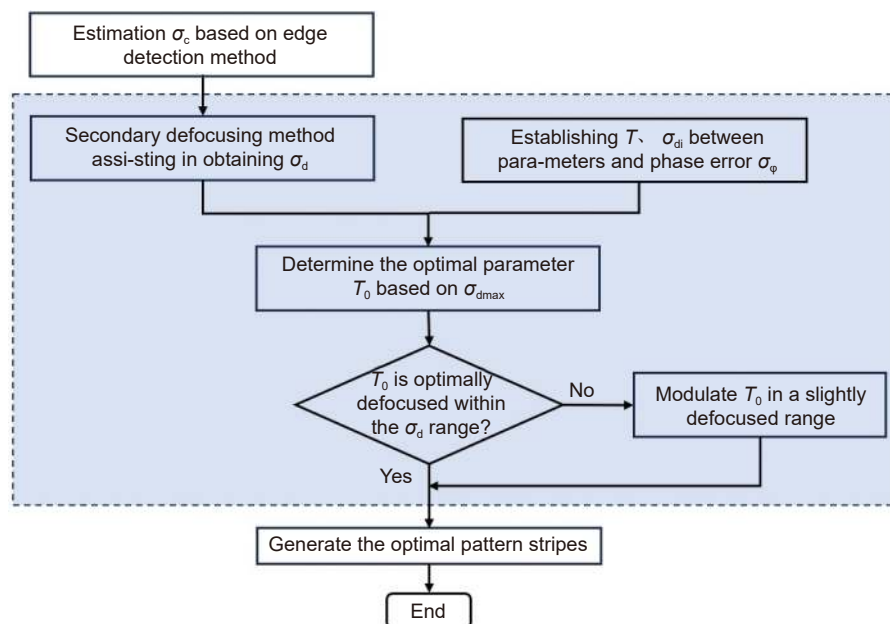 Estimation σc based on edge
detection method
Secondary defocusing method
assi-sting in obtaining σd
Establishing T、 σdi between
para-meters and phase error σφ
Determine the optimal parameter
T0 based on σdmax
T0 is optimally
defocused within
the σd range?
No
Modulate T0 in a slightly
defocused range
Yes
Generate the optimal pattern stripes
End